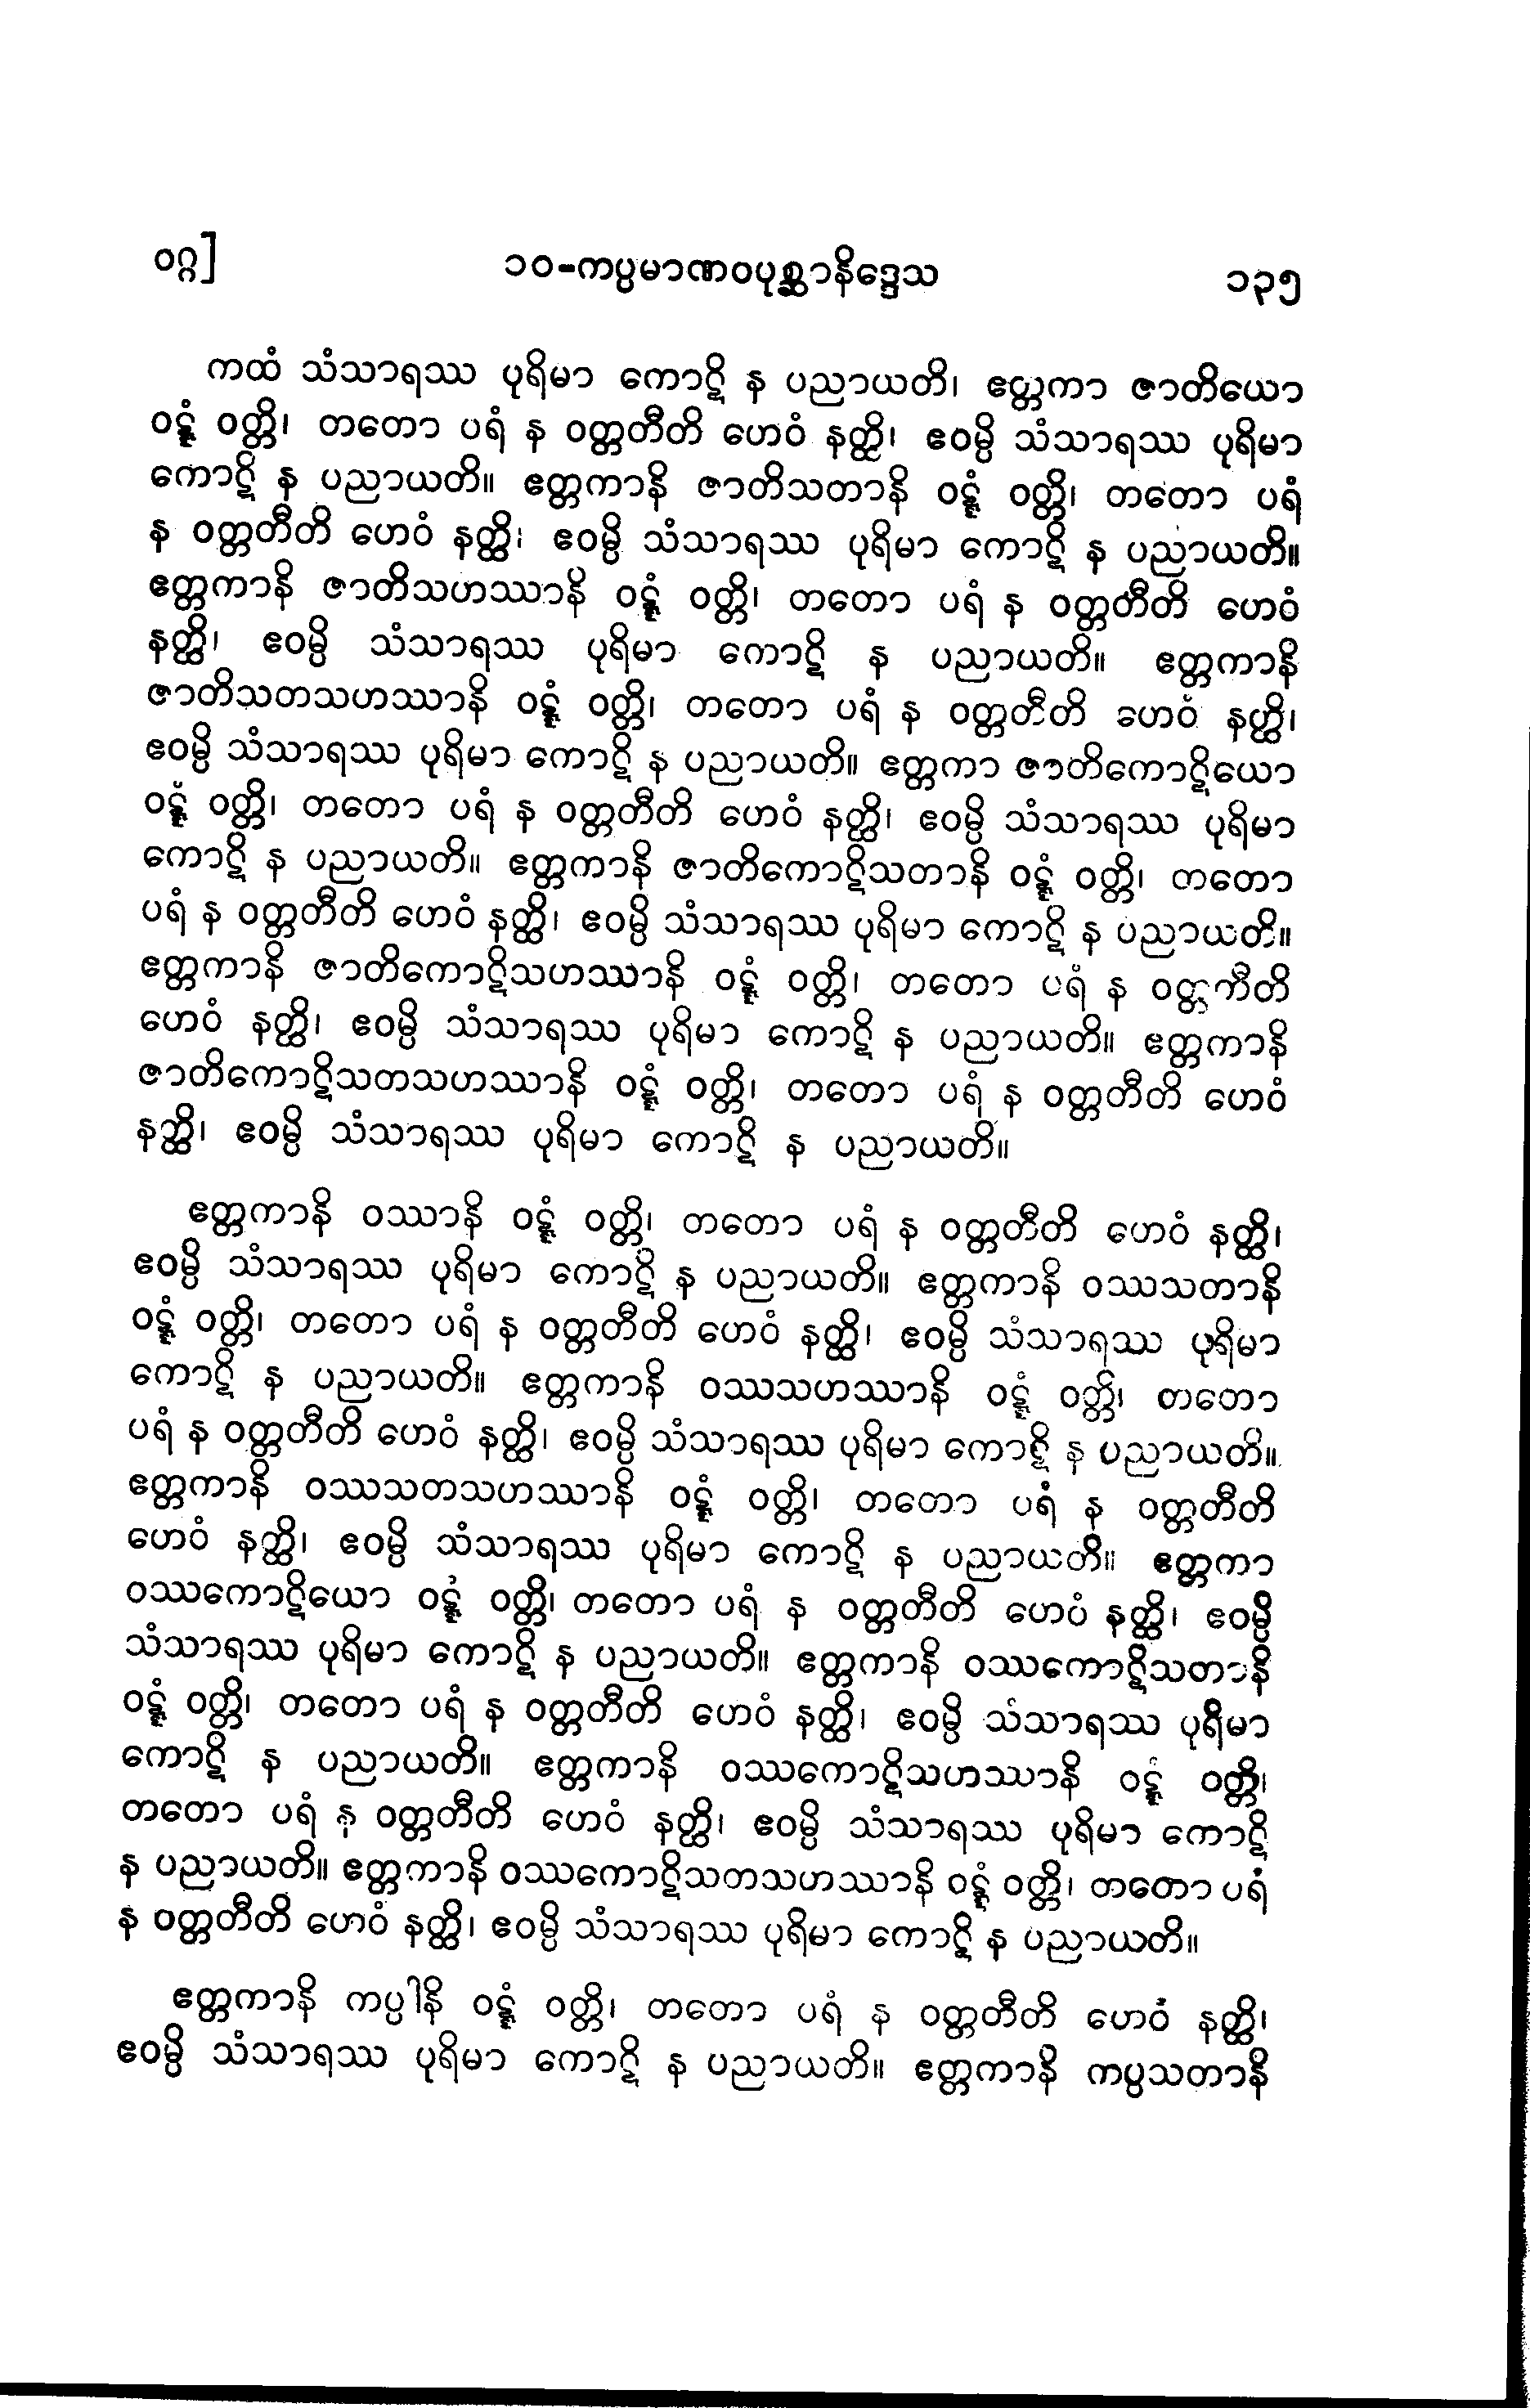 ဝဂ္ဂ] ၁၀-ကပ္ပမာဏဝပုစ္ဆာနိဒ္ဒေသ ၁၃၅
ကထံ သံသာရဿ ပုရိမာ ကောဋိ န ပညာယတိ၊ ဧတ္တကာ ဇာတိယော
ဝဋ္ဋံ ဝတ္တိ၊ တတော ပရံ န ဝတ္တတီတိ ဟေဝံ နတ္ထိ၊ ဧဝမ္ပိ သံသာရဿ ပုရိမာ
ကောဋိ န ပညာယတိ။ ဧတ္တကာနိ ဇာတိသတာနိ ဝဋ္ဋံ ဝတ္တိ၊ တတော ပရံ
န ဝတ္တတီတိ ဟေဝံ နတ္ထိ၊ ဧဝမ္ပိ သံသာရဿ ပုရိမာ ကောဋိ န ပညာယတိ။
ဧတ္တကာနိ ဇာတိသဟဿာနိ ဝဋ္ဋံ ဝတ္တိ၊ တတော ပရံ န ဝတ္တတီတိ ဟေဝံ
နတ္ထိ၊ ဧဝမ္ပိ သံသာရဿ ပုရိမာ ကောဋိ န ပညာယတိ။ ဧတ္တကာနိ
ဇာတိသတသဟဿာနိ ဝဋ္ဋံ ဝတ္တိ၊ တတော ပရံ န ဝတ္တတီတိ ဟေဝံ နတ္ထိ၊
ဧဝမ္ပိ သံသာရဿ ပုရိမာ ကောဋိ န ပညာယတိ။ ဧတ္တကာ ဇာတိကောဋိယော
ဝဋ္ဋံ ဝတ္တိ၊ တတော ပရံ န ဝတ္တတီတိ ဟေဝံ နတ္ထိ၊ ဧဝမ္ပိ သံသာရဿ ပုရိမာ
ကောဋိ န ပညာယတိ။ ဧတ္တကာနိ ဇာတိကောဋိသတာနိ ဝဋ္ဋံ ဝတ္တိ၊ တတော
ပရံ န ဝတ္တတီတိ ဟေဝံ နတ္ထိ၊ ဧဝမ္ပိ သံသာရဿ ပုရိမာ ကောဋိ န ပညာယတိ။
ဧတ္တကာနိ ဇာတိကောဋိသဟဿာနိ ဝဋ္ဋံ ဝတ္တိ၊ တတော ပရံ န ဝတ္တတီတိ
ဟေဝံ နတ္ထိ၊ ဧဝမ္ပိ သံသာရဿ ပုရိမာ ကောဋိ န ပညာယတိ။ ဧတ္တကာနိ
ဇာတိကောဋိသတသဟဿာနိ ဝဋ္ဋံ ဝတ္တိ၊ တတော ပရံ န ဝတ္တတီတိ ဟေဝံ
နတ္ထိ၊ ဧဝမ္ပိ သံသာရဿ ပုရိမာ ကောဋိ န ပညာယတိ။
ဧတ္တကာနိ ဝဿာနိ ဝဋ္ဋံ ဝတ္တိ၊ တတော ပရံ န ဝတ္တတီတိ ဟေဝံ နတ္ထိ၊
ဧဝမ္ပိ သံသာရဿ ပုရိမာ ကောဋိ န ပညာယတိ။ ဧတ္တကာနိ ဝဿသတာနိ
ဝဋ္ဋံ ဝတ္တိ၊ တတော ပရံ န ဝတ္တတီတိ ဟေဝံ နတ္ထိ၊ ဧဝမ္ပိ သံသာရဿ ပုရိမာ
ကောဋိ န ပညာယတိ။ ဧတ္တကာနိ ဝဿသဟဿာနိ ဝဋ္ဋံ ဝတ္တိ၊ တတော
ပရံ န ဝတ္တတီတိ ဟေဝံ နတ္ထိ၊ ဧဝမ္ပိ သံသာရဿ ပုရိမာ ကောဋိ န ပညာယတိ။
ဧတ္တကာနိ ဝဿသတသဟဿာနိ ဝဋ္ဋံ ဝတ္တိ၊ တတော ပရံ န ဝတ္တတီတိ
ဟေဝံ နတ္ထိ၊ ဧဝမ္ပိ သံသာရဿ ပုရိမာ ကောဋိ န ပညာယတိ။ ဧတ္တကာ
ဝဿကောဋိယော ဝဋ္ဋံ ဝတ္တိ၊ တတော ပရံ န ဝတ္တတီတိ ဟေဝံ နတ္ထိ၊ ဧဝမ္ပိ
သံသာရဿ ပုရိမာ ကောဋိ န ပညာယတိ။ ဧတ္တကာနိ ဝဿကောဋိသတာနိ
ဝဋ္ဋံ ဝတ္တိ၊ တတော ပရံ န ဝတ္တတီတိ ဟေဝံ နတ္ထိ၊ ဧဝမ္ပိ သံသာရဿ ပုရိမာ
ကောဋိ န ပညာယတိ။ ဧတ္တကာနိ ဝဿကောဋိသဟဿာနိ ဝဋ္ဋံ ဝတ္တိ၊
တတော ပရံ န ဝတ္တတီတိ ဟေဝံ နတ္ထိ၊ ဧဝမ္ပိ သံသာရဿ ပုရိမာ ကောဋိ
န ပညာယတိ။ ဧတ္တကာနိ ဝဿကောဋိသတသဟဿာနိ ဝဋ္ဋံ ဝတ္တိ၊ တတော ပရံ
န ဝတ္တတီတိ ဟေဝံ နတ္ထိ၊ ဧဝမ္ပိ သံသာရဿ ပုရိမာ ကောဋိ န ပညာယတိ။
ဧတ္တကာနိ ကပ္ပါနိ ဝဋ္ဋံ ဝတ္တိ၊ တတော ပရံ န ဝတ္တတီတိ ဟေဝံ နတ္ထိ၊
ဧဝမ္ပိ သံသာရဿ ပုရိမာ ကောဋိ န ပညာယတိ။ ဧတ္တကာနိ ကပ္ပသတာနိ